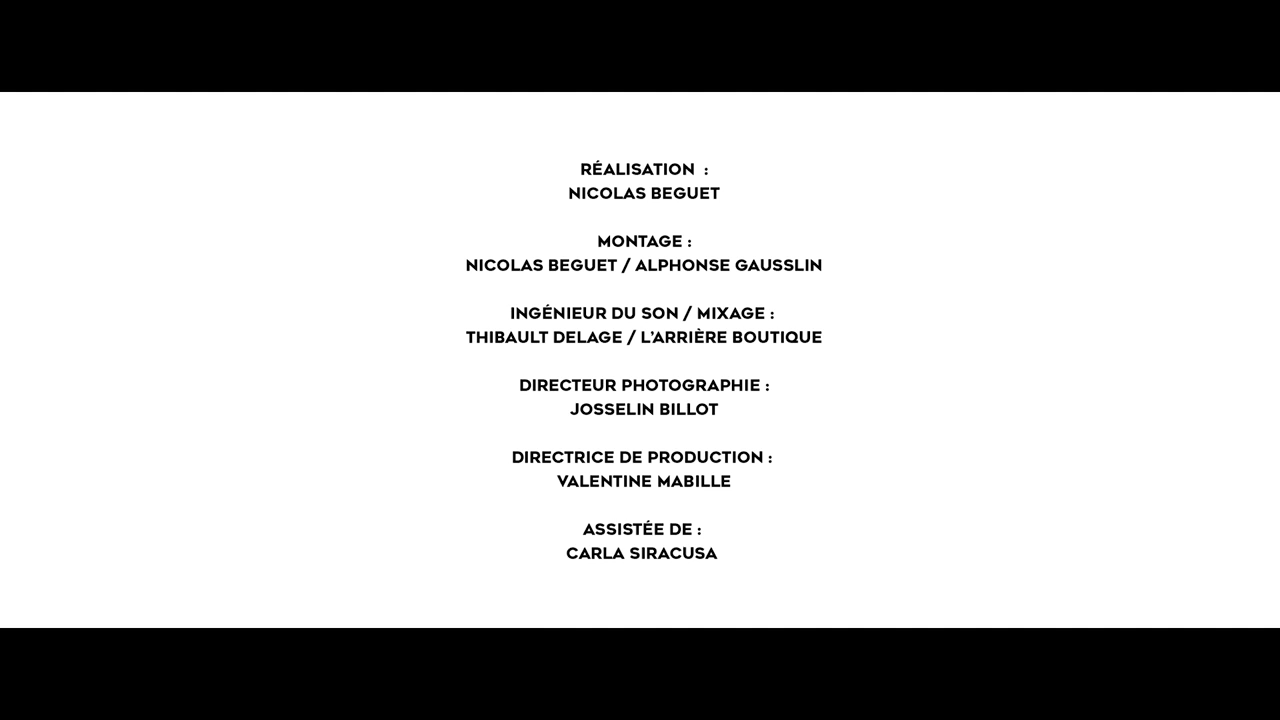 RÉALISATION  :
NICOLAS BEGUET
MONTAGE :
NICOLAS BEGUET / ALPHONSE GAUSSLIN
INGÉNIEUR DU SON / MIXAGE :
THIBAULT DELAGE / L’ARRIÈRE BOUTIQUE
DIRECTEUR PHOTOGRAPHIE :
JOSSELIN BILLOT
DIRECTRICE DE PRODUCTION :
VALENTINE MABILLE
ASSISTÉE DE :
CARLA SIRACUSA